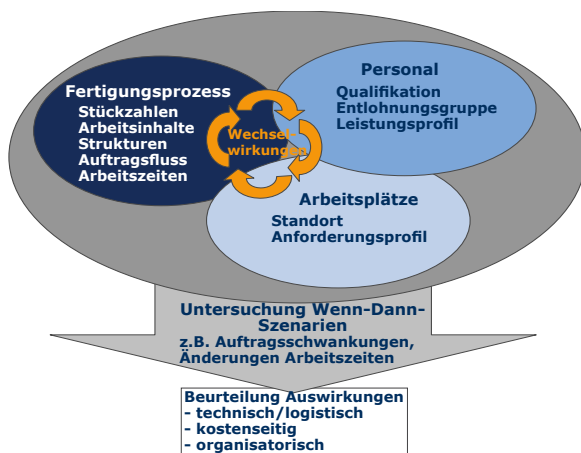 Fertigungsprozess
Stückzahlen
Arbeitsinhalte
Strukturen
Auftragsfluss
Arbeitszeiten
Personal
Qualifikation
Entlohnungsgruppe
Leistungsprofil
Wechsel-
wirkungen
Arbeitsplätze
Standort
Anforderungsprofil
Untersuchung Wenn-Dann-
Szenarien
z.B. Auftragsschwankungen,
Änderungen Arbeitszeiten
Beurteilung Auswirkungen
- technisch/logistisch
- kostenseitig
- organisatorisch